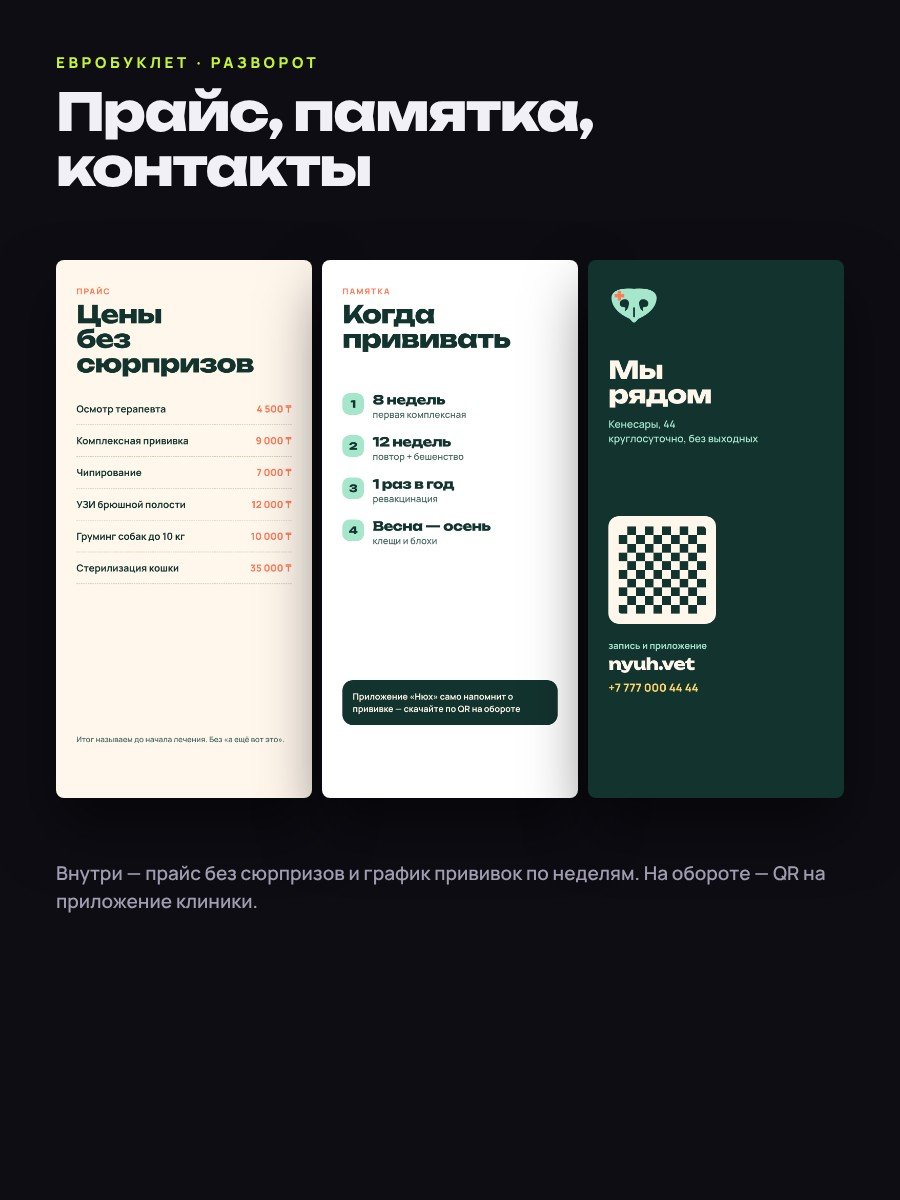 ЕВРОБУКЛЕТ · РАЗВОРОТ
Прайс, памятка,
контакты
ПРАЙС
Цены
без
сюрпризов
Осмотр терапевта 4 500 ₸
Комплексная прививка 9 000 ₸
Чипирование 7 000 ₸
УЗИ брюшной полости 12 000 ₸
Груминг собак до 10 кг 10 000 ₸
Стерилизация кошки 35 000 ₸
Итог называем до начала лечения. Без «а ещё вот это».
ПАМЯТКА
Когда
прививать
1 8 недель
первая комплексная
2 12 недель
повтор + бешенство
3 1 раз в год
ревакцинация
4 Весна — осень
клещи и блохи
Приложение «Нюх» само напомнит о
прививке — скачайте по QR на обороте
Мы
рядом
Кенесары, 44
круглосуточно, без выходных
запись и приложение
nyuh.vet
+7 777 000 44 44
Внутри — прайс без сюрпризов и график прививок по неделям. На обороте — QR на
приложение клиники.